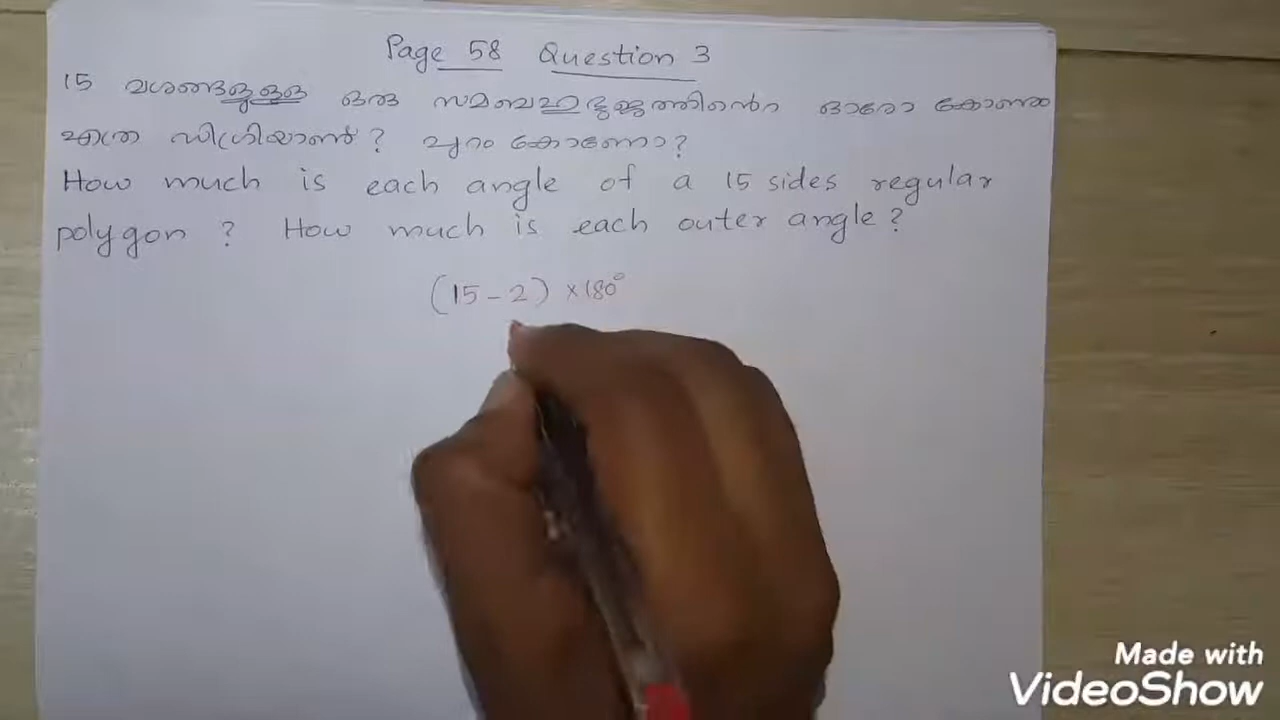 Page 58 Question 3
15 വശങ്ങളുള്ള ഒരു സമബഹുഭുജത്തിൻറെ ഓരോ കോണും
എത്ര ഡിഗ്രിയാണ്? പുറം കോണോ?
How much is each angle of a 15 sides regular
polygon ? How much is each outer angle ?
(15 - 2) × 180°
Made with
VideoShow